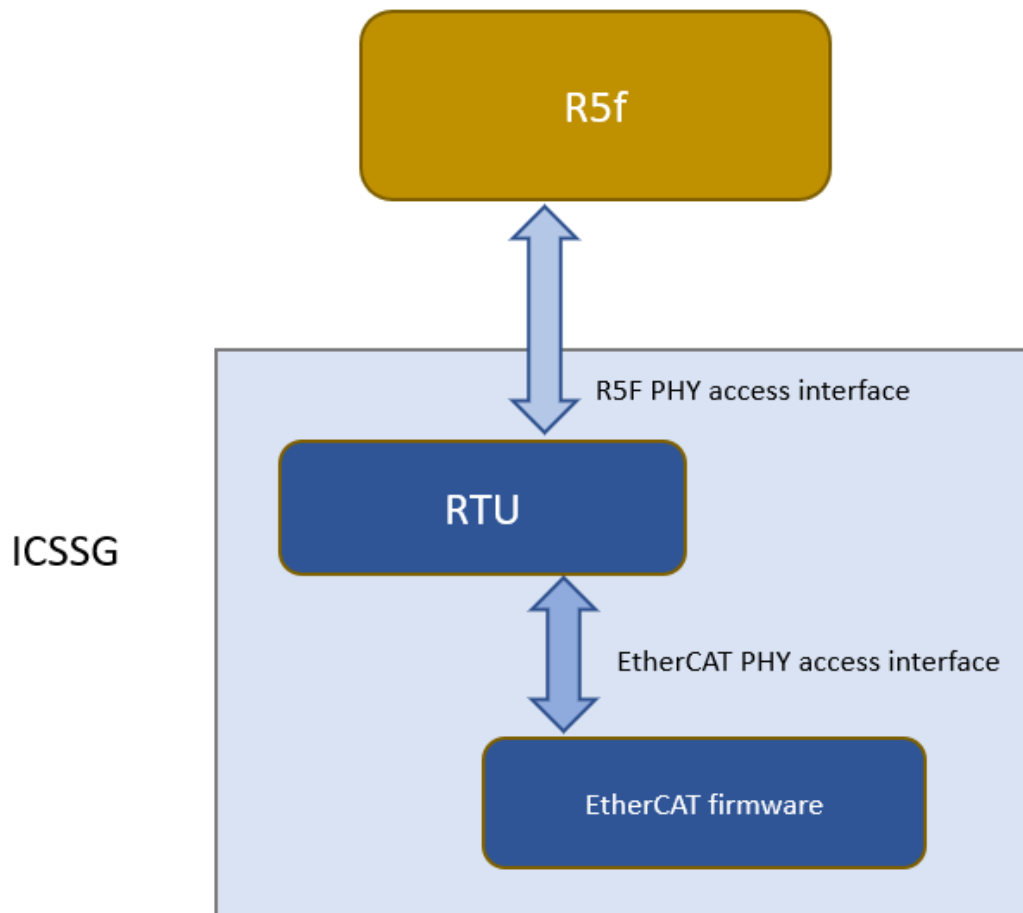 R5f
R5F PHY access interface
RTU
ICSSG
EtherCAT PHY access interface
EtherCAT firmware